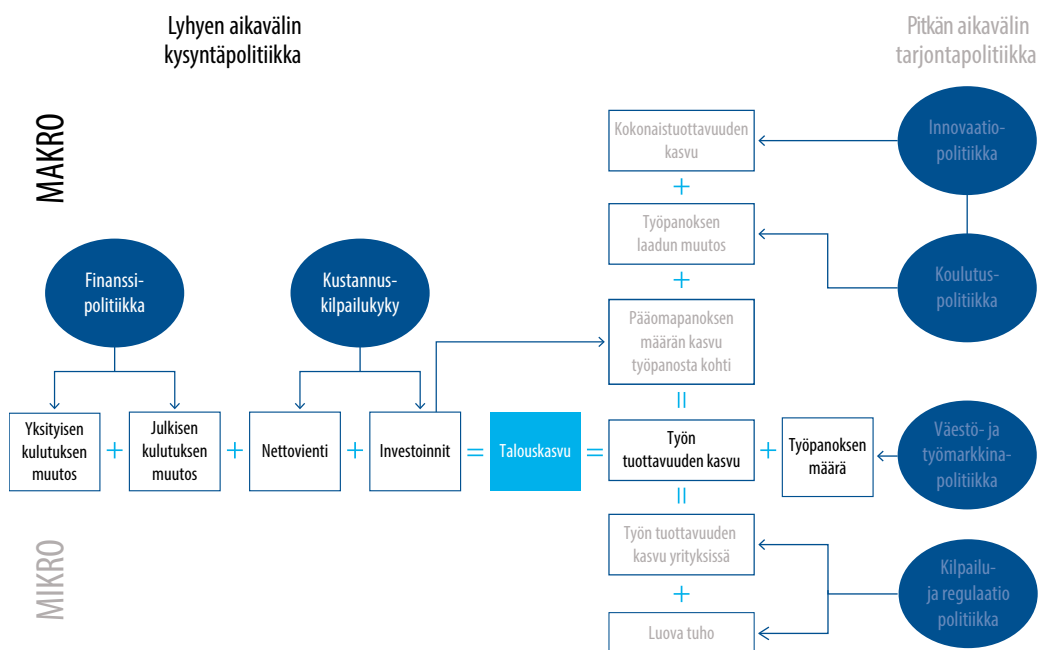 Lyhyen aikavälin
kysyntäpolitiikka
Pitkän aikavälin
tarjontapolitiikka
MAKRO
Kokonaistuottavuuden
kasvu
Innovaatio-
politiikka
+
Työpanoksen
laadun muutos
Koulutus-
politiikka
+
Finanssi-
politiikka
Kustannus-
kilpailukyky
Pääomapanoksen
määrän kasvu
työpanosta kohti
=
Yksityisen
kulutuksen
muutos
+
Julkisen
kulutuksen
muutos
+
Nettovienti
+
Investoinnit
=
Talouskasvu
=
Työn
tuottavuuden kasvu
+
Työpanoksen
määrä
Väestö- ja
työmarkkina-
politiikka
=
MIKRO
Työn tuottavuuden
kasvu yrityksissä
+
Luova tuho
Kilpailu-
ja regulaatio
politiikka